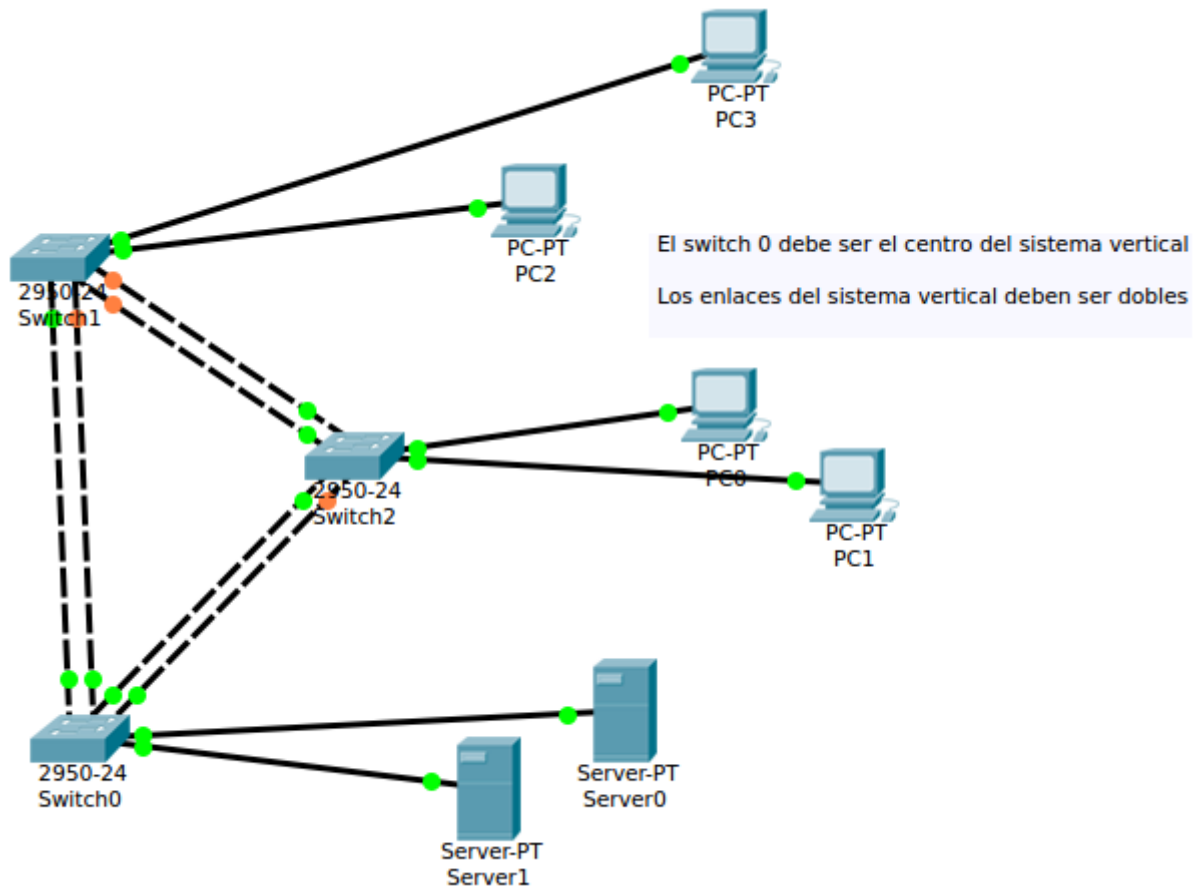 PC-PT
PC3
PC-PT
PC2
El switch 0 debe ser el centro del sistema vertical
Los enlaces del sistema vertical deben ser dobles
2950-24
Switch1
PC-PT
PC0
2950-24
Switch2
PC-PT
PC1
2950-24
Switch0
Server-PT
Server0
Server-PT
Server1